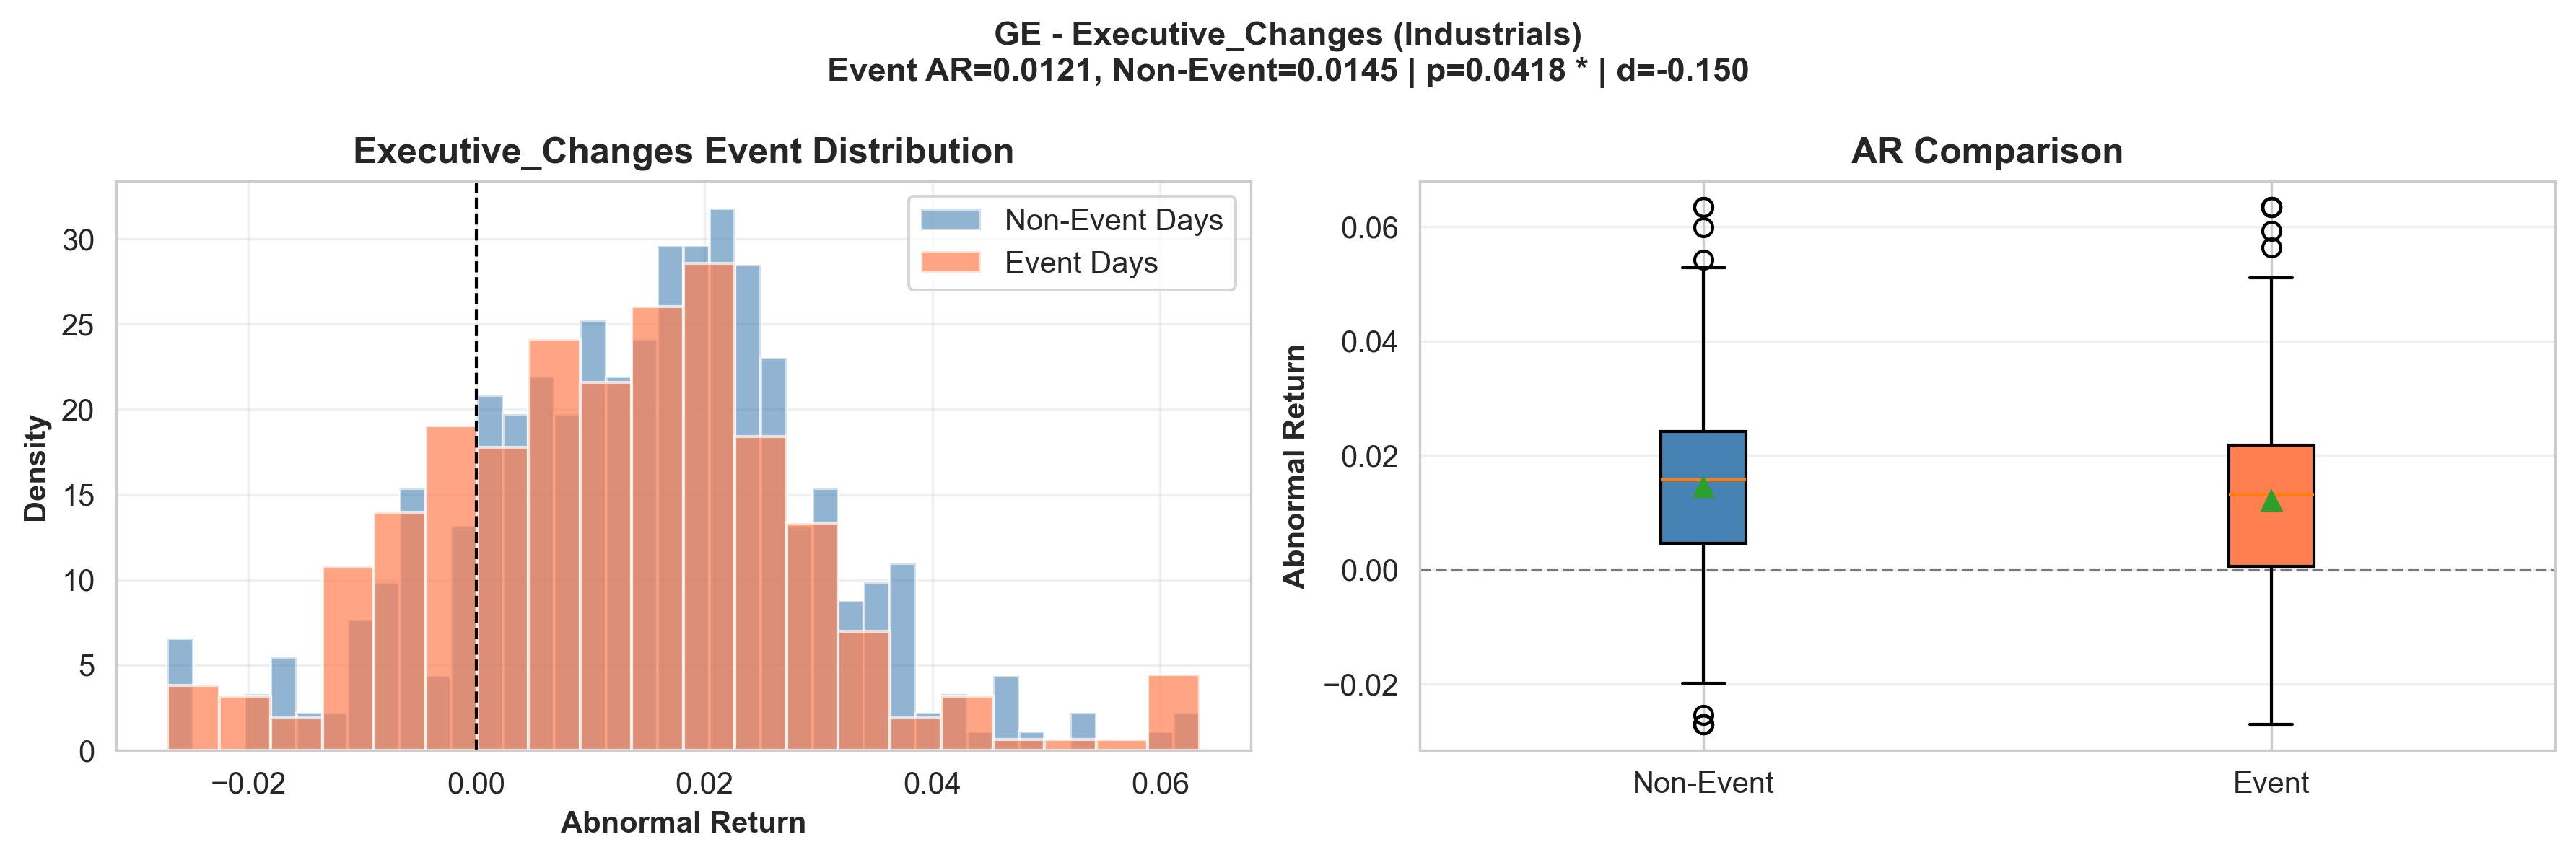 GE - Executive_Changes (Industrials)
Event AR=0.0121, Non-Event=0.0145 | p=0.0418 * | d=-0.150
Executive_Changes Event Distribution
Non-Event Days
Event Days
30
25
20
15
10
5
0
Density
−0.02
0.00
0.02
0.04
0.06
Abnormal Return
AR Comparison
0.06
0.04
0.02
0.00
−0.02
Abnormal Return
Non-Event
Event